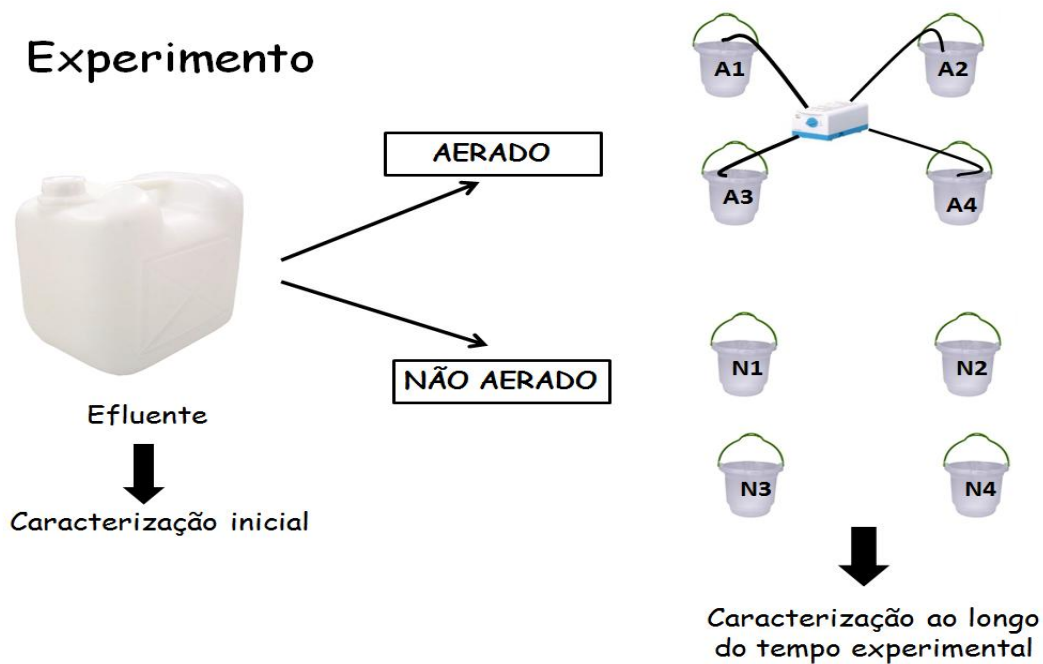 Experimento
AERADO
A1
A2
A3
A4
NÃO AERADO
N1
N2
N3
N4
Efluente
Caracterização inicial
Caracterização ao longo
do tempo experimental